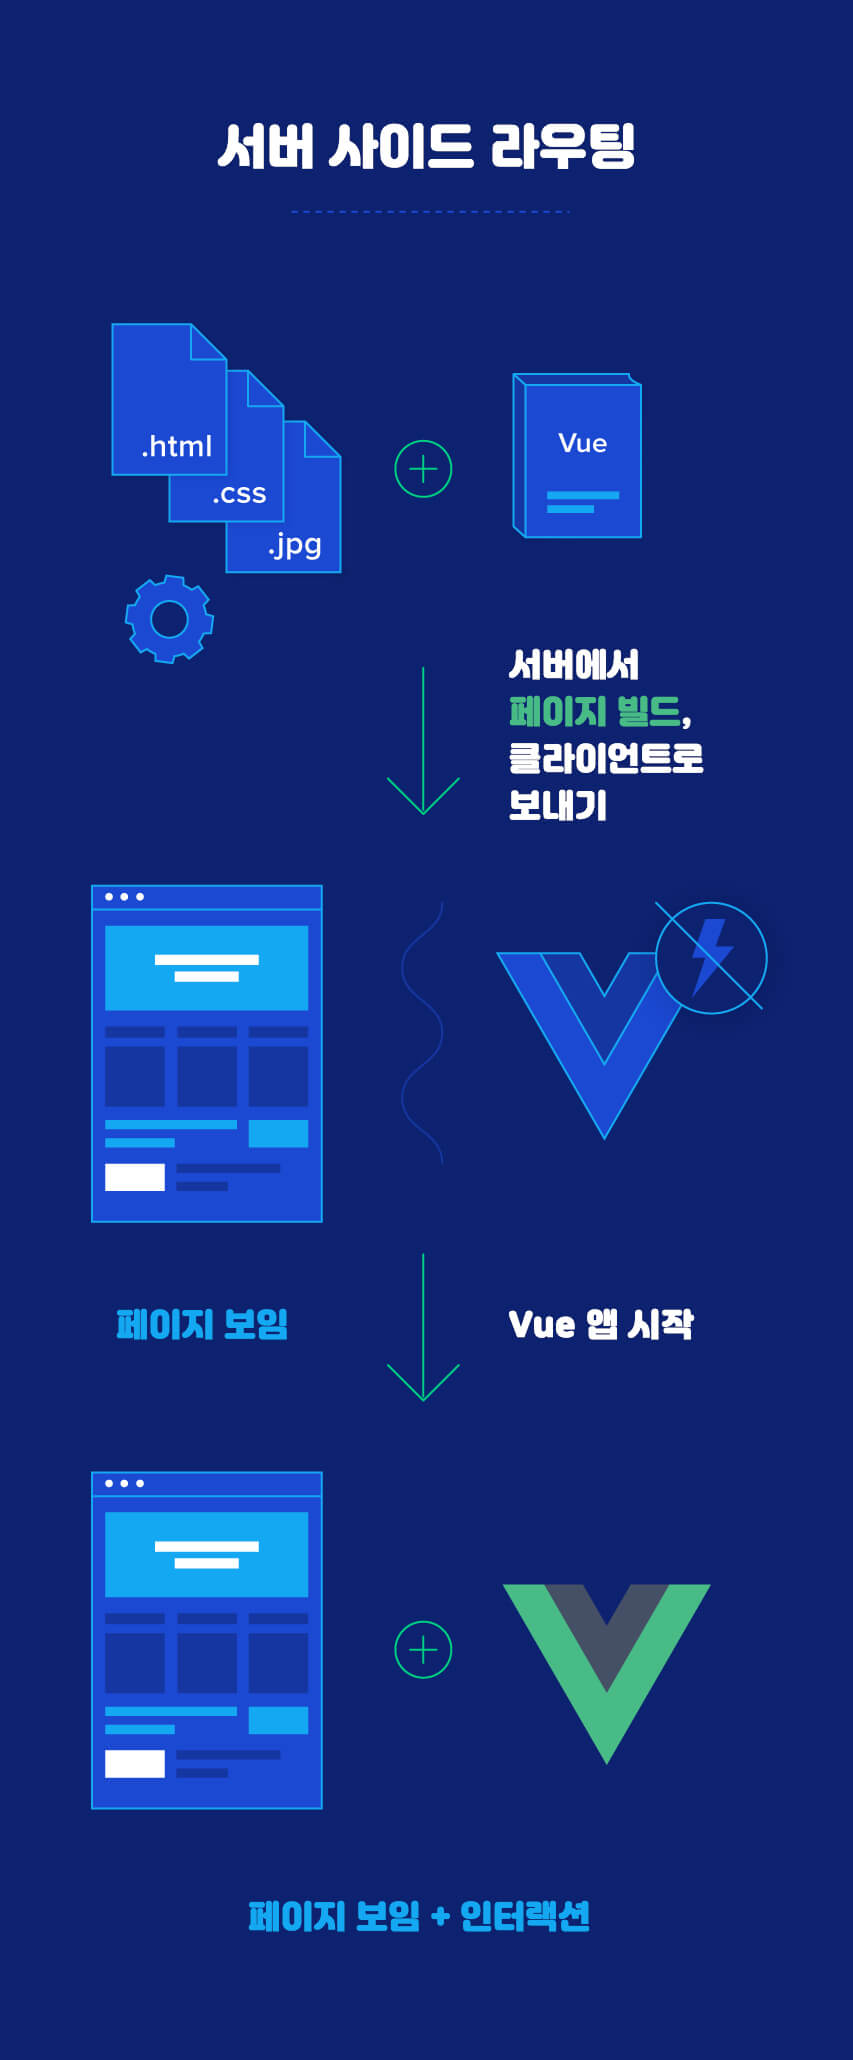 서버 사이드 라우팅
.html
.css
.jpg
Vue
서버에서
페이지 빌드,
클라이언트로
보내기
페이지 보임
Vue 앱 시작
페이지 보임 + 인터랙션